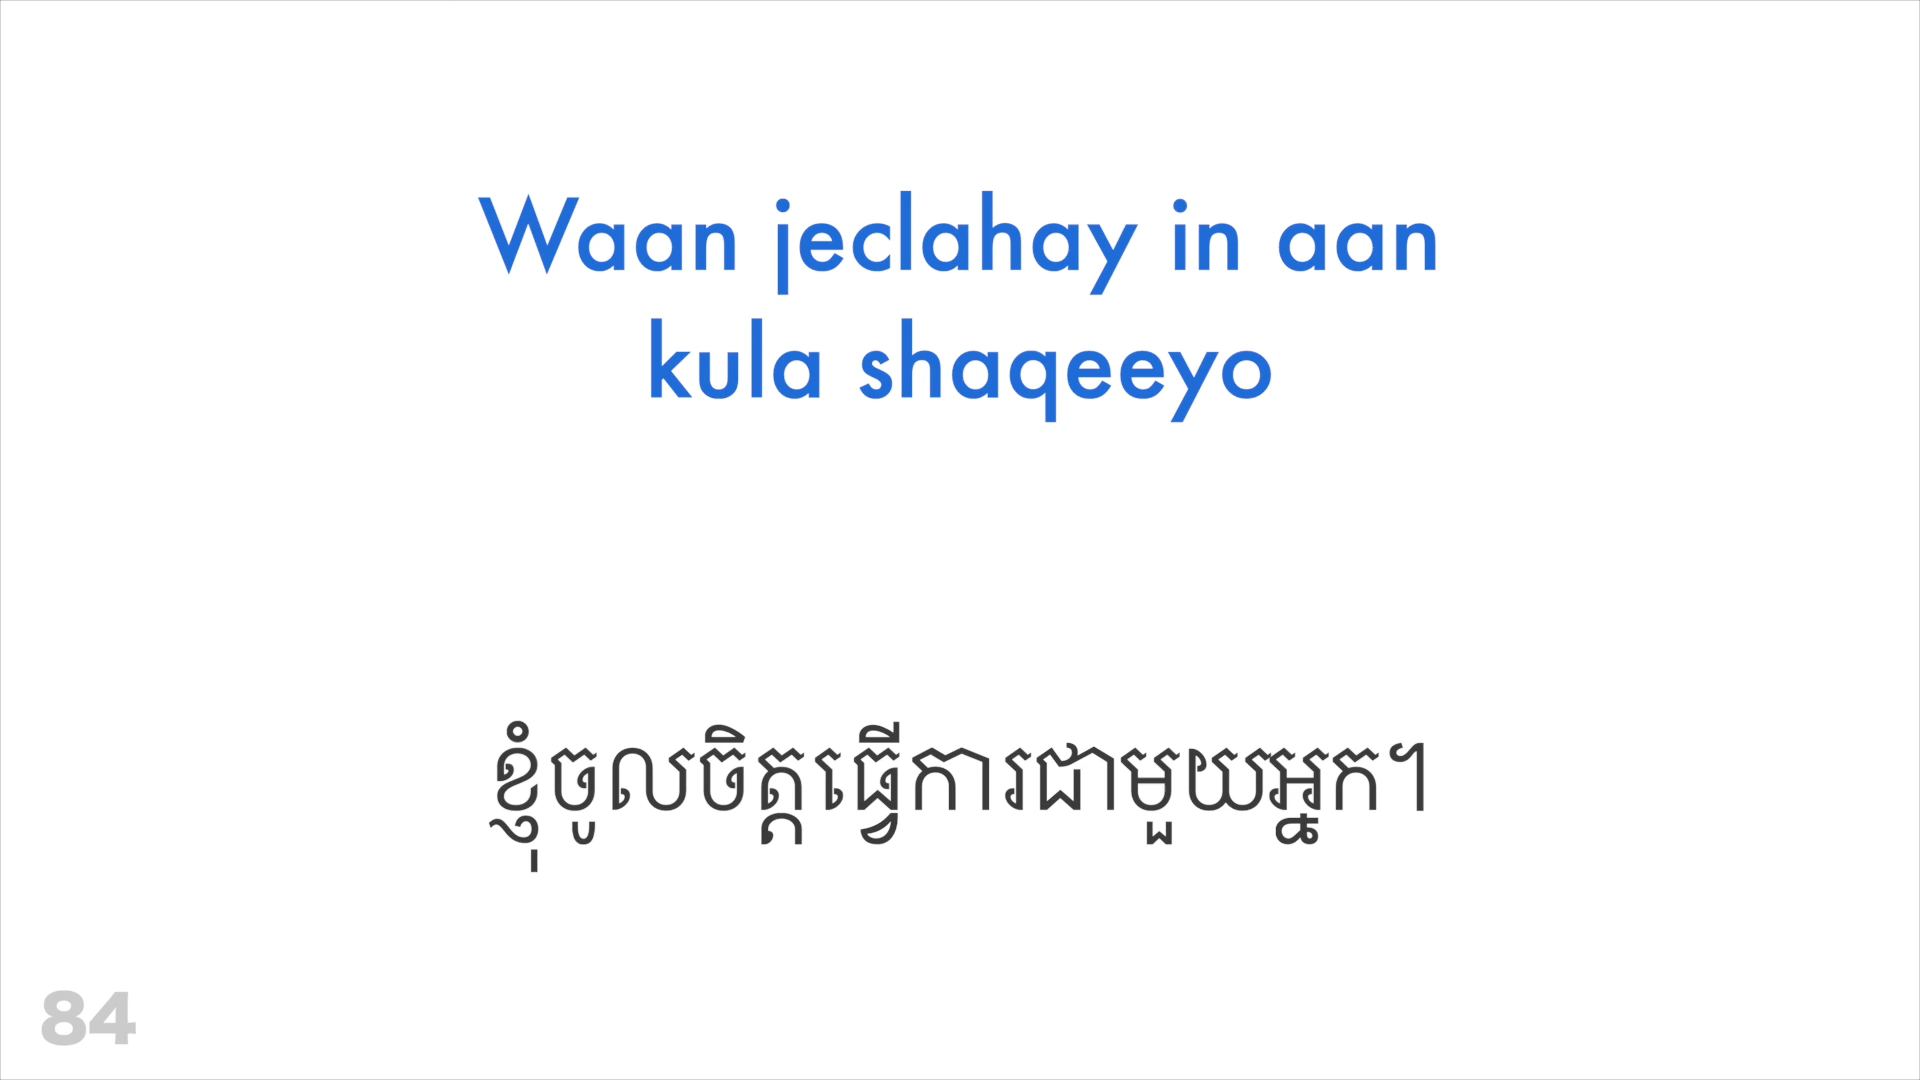 Waan jeclahay in aan
kula shaqeeyo
ខ្ញុំចូលចិត្តធ្វើការជាមួយអ្នក។
84